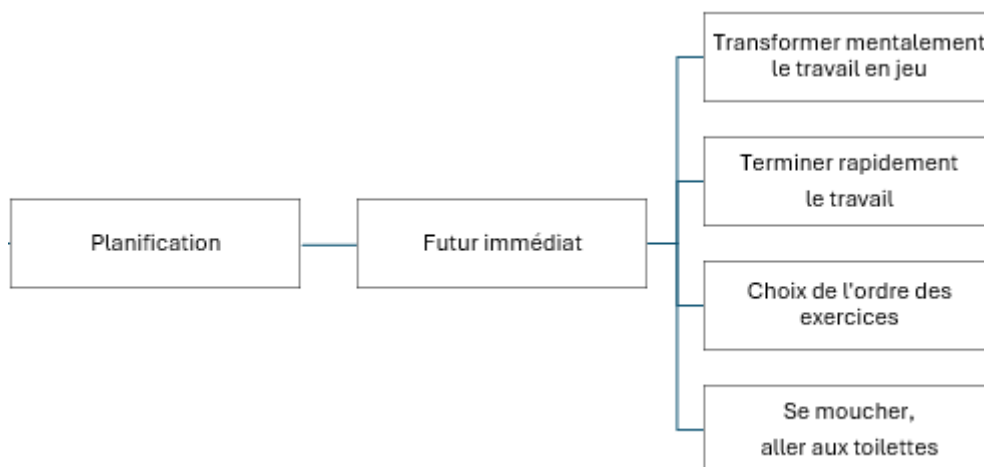 Planification
Futur immédiat
Transformer mentalement
le travail en jeu
Terminer rapidement
le travail
Choix de l'ordre des
exercices
Se moucher,
aller aux toilettes